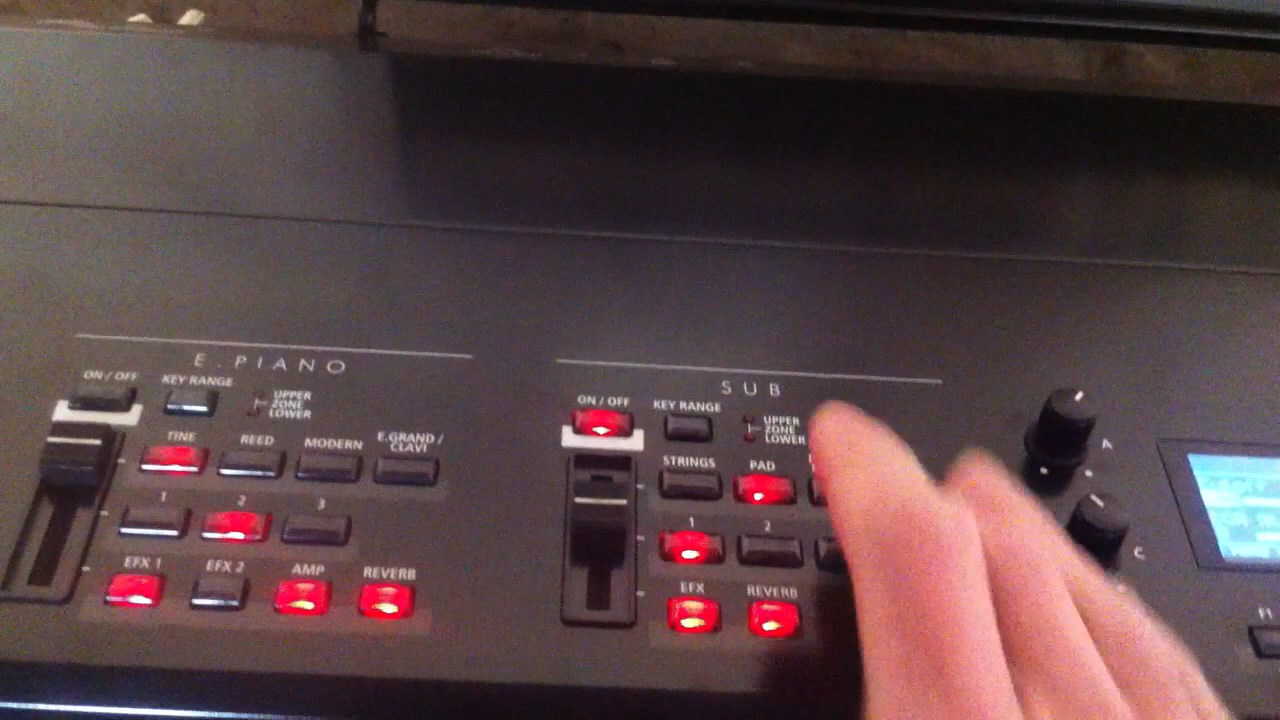 E.PIANO
ON / OFF
KEY RANGE
UPPER
ZONE
LOWER
TINE
REED
MODERN
E.GRAND /
CLAVI
1
2
3
EFX 1
EFX 2
AMP
REVERB
SUB
ON / OFF
KEY RANGE
UPPER
ZONE
LOWER
STRINGS
PAD
1
2
EFX
REVERB
A
C
F1